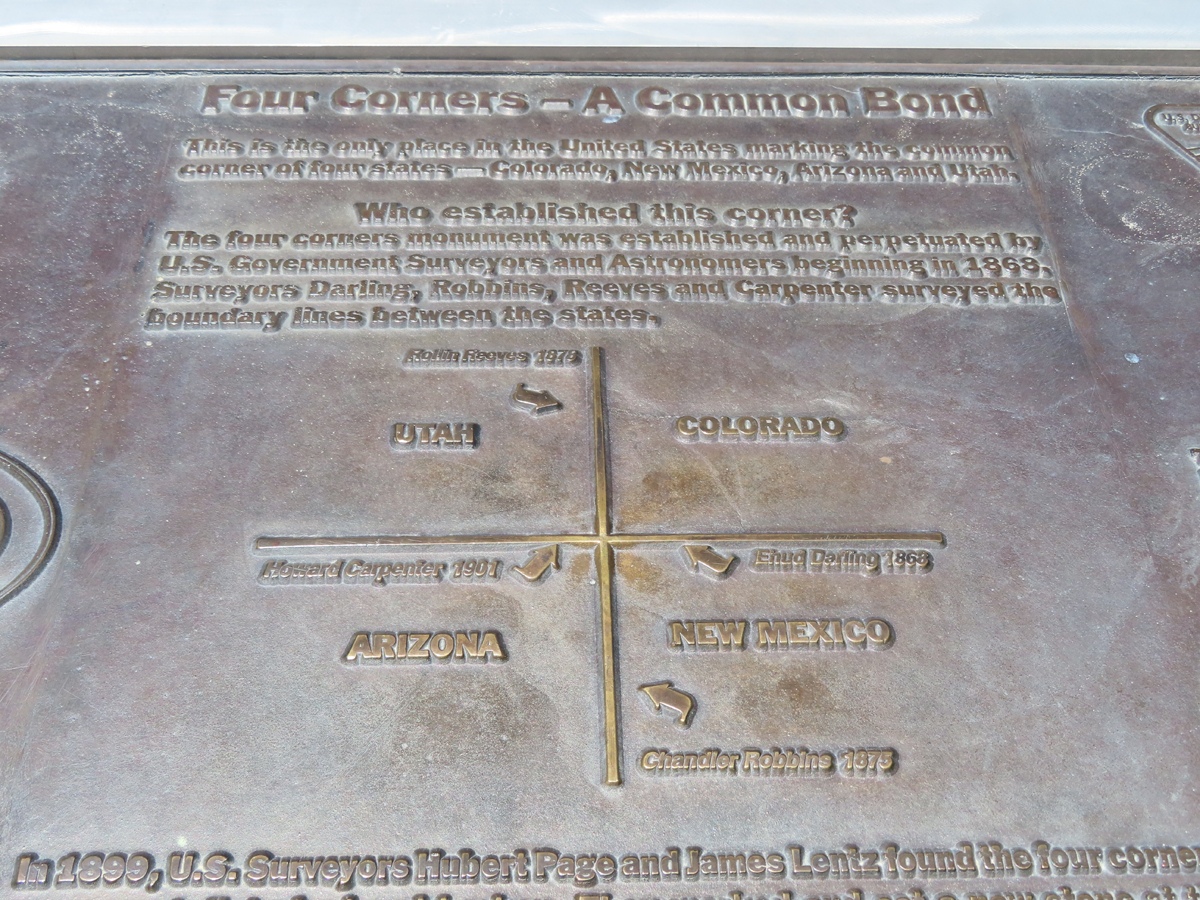 Four Corners – A Common Bond
This is the only place in the United States marking the common
corner of four states — Colorado, New Mexico, Arizona and Utah.
Who established this corner?
The four corners monument was established and perpetuated by
U.S. Government Surveyors and Astronomers beginning in 1868.
Surveyors Darling, Robbins, Reeves and Carpenter surveyed the
boundary lines between the states.
Rollin Reeves 1878
UTAH
COLORADO
Howard Carpenter 1901
Ehud Darling 1868
ARIZONA
NEW MEXICO
Chandler Robbins 1875
In 1899, U.S. Surveyors Hubert Page and James Lentz found the four corne